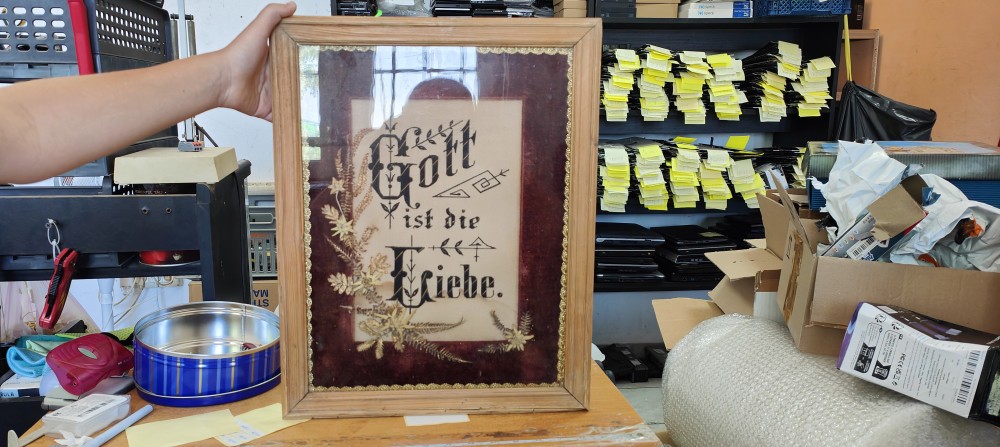 Gott
ist die
Liebe.